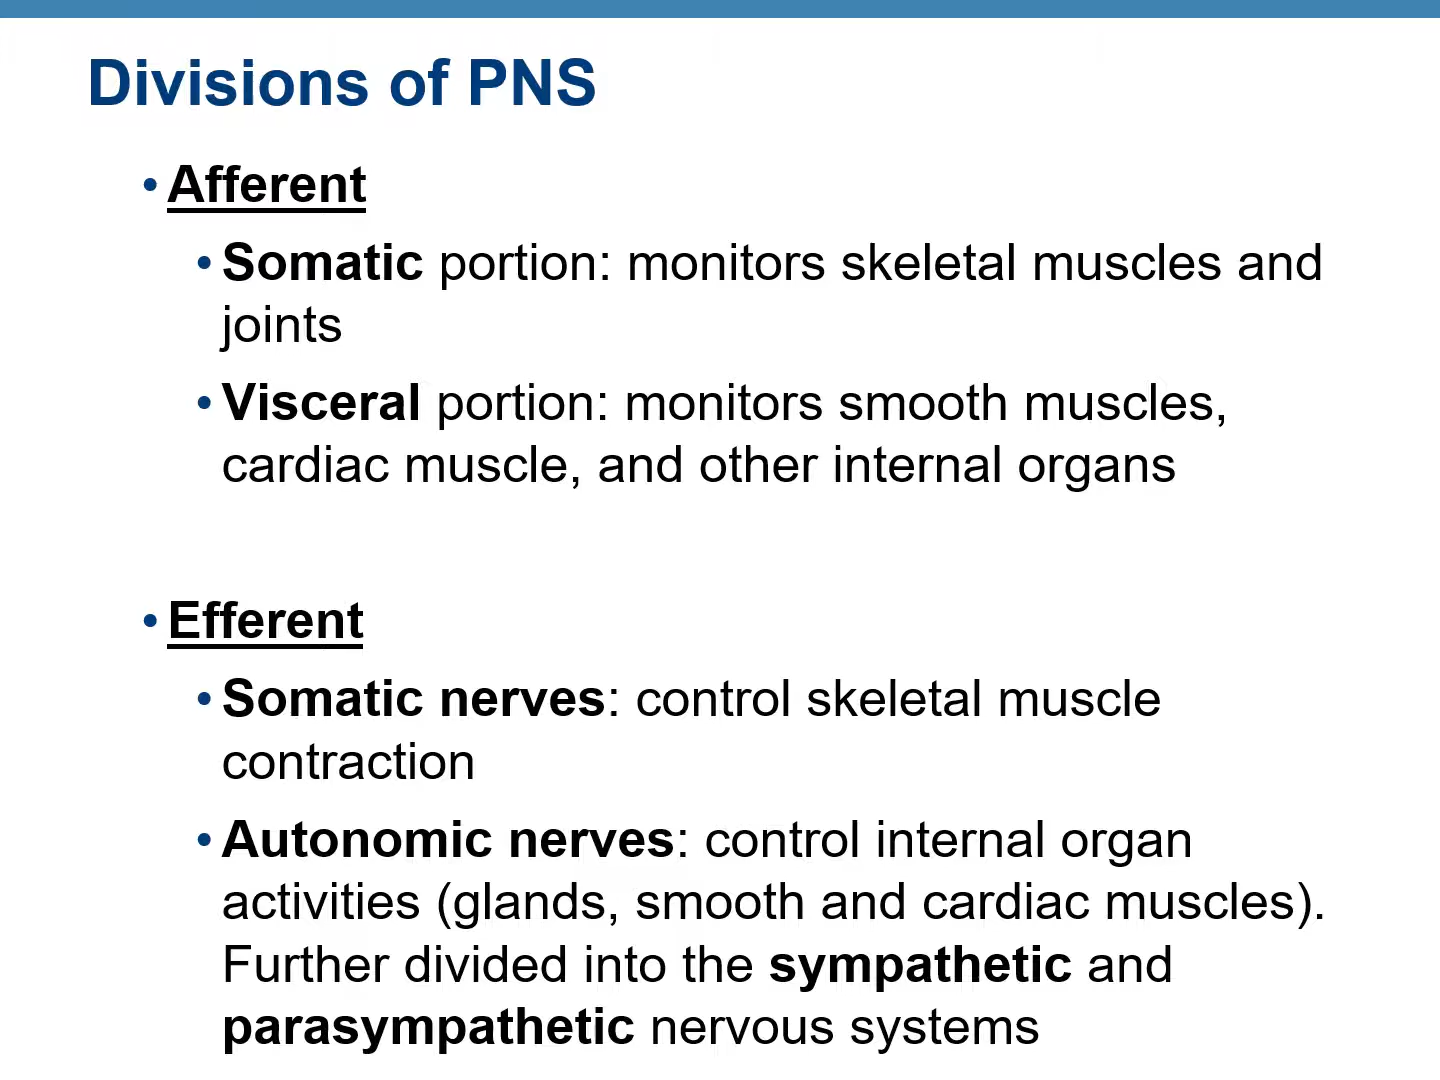 Divisions of PNS
• Afferent
• Somatic portion: monitors skeletal muscles and
joints
• Visceral portion: monitors smooth muscles,
cardiac muscle, and other internal organs
• Efferent
• Somatic nerves: control skeletal muscle
contraction
• Autonomic nerves: control internal organ
activities (glands, smooth and cardiac muscles).
Further divided into the sympathetic and
parasympathetic nervous systems